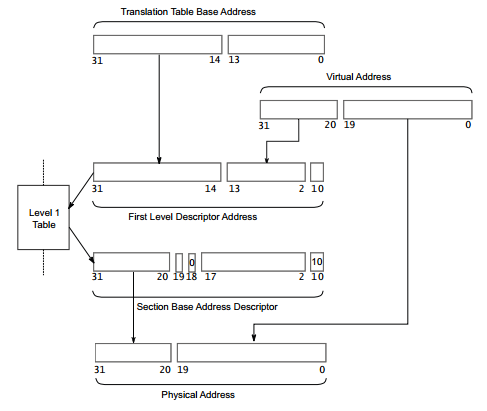 Translation Table Base Address
31 14 13 0
Virtual Address
31 20 19 0
31 14 13 2 1 0
First Level Descriptor Address
Level 1
Table
0 10
31 20 19 18 17 2 1 0
Section Base Address Descriptor
31 20 19 0
Physical Address